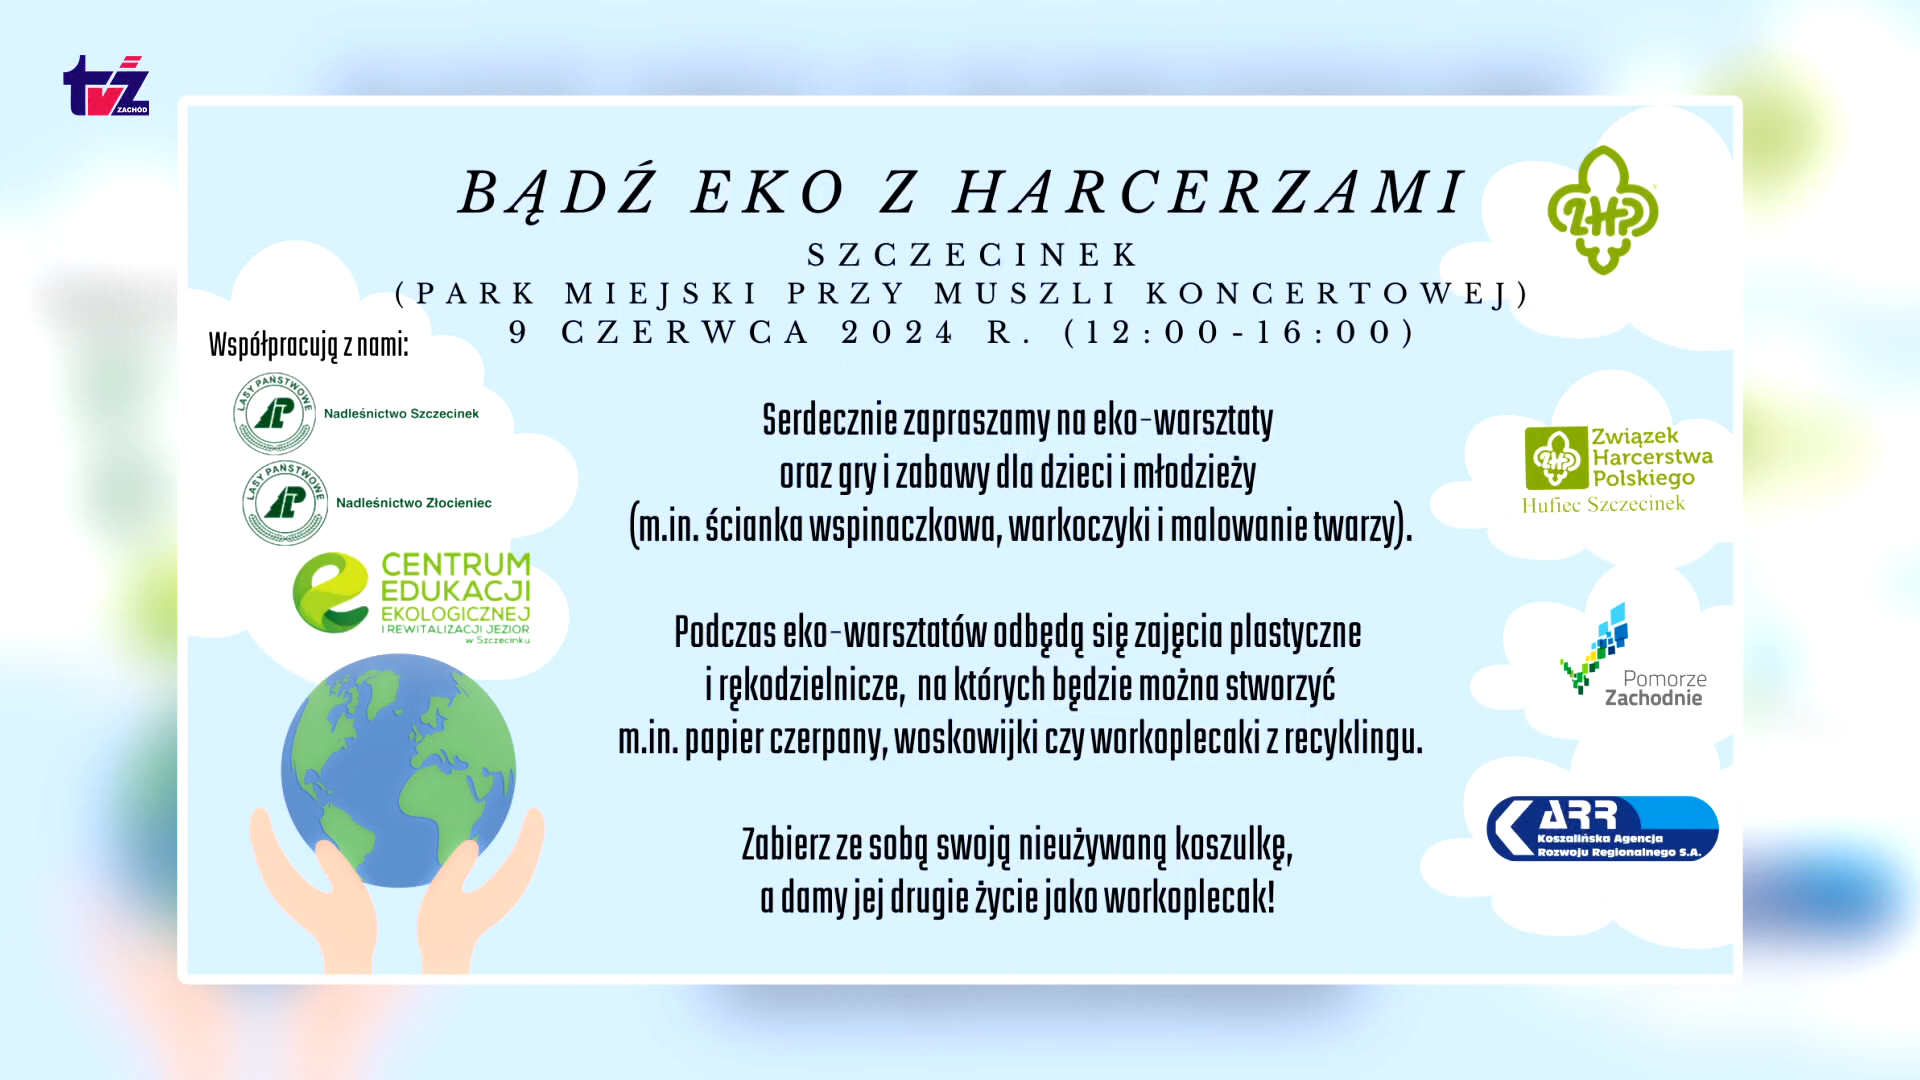 tvż
ZACHÓD
BĄDŹ EKO Z HARCERZAMI
SZCZECINEK
(PARK MIEJSKI PRZY MUSZLI KONCERTOWEJ)
9 CZERWCA 2024 R. (12:00-16:00)
Współpracują z nami:
LASY PAŃSTWOWE
Nadleśnictwo Szczecinek
LASY PAŃSTWOWE
Nadleśnictwo Złocieniec
CENTRUM
EDUKACJI
EKOLOGICZNEJ
I REWITALIZACJI JEZIOR
w Szczecinku
Serdecznie zapraszamy na eko-warsztaty
oraz gry i zabawy dla dzieci i młodzieży
(m.in. ścianka wspinaczkowa, warkoczyki i malowanie twarzy).
Podczas eko-warsztatów odbędą się zajęcia plastyczne
i rękodzielnicze, na których będzie można stworzyć
m.in. papier czerpany, woskowijki czy workoplecaki z recyklingu.
Zabierz ze sobą swoją nieużywaną koszulkę,
a damy jej drugie życie jako workoplecak!
ZHP
ZHP
Związek
Harcerstwa
Polskiego
Hufiec Szczecinek
Pomorze
Zachodnie
KARR
Koszalińska Agencja
Rozwoju Regionalnego S.A.